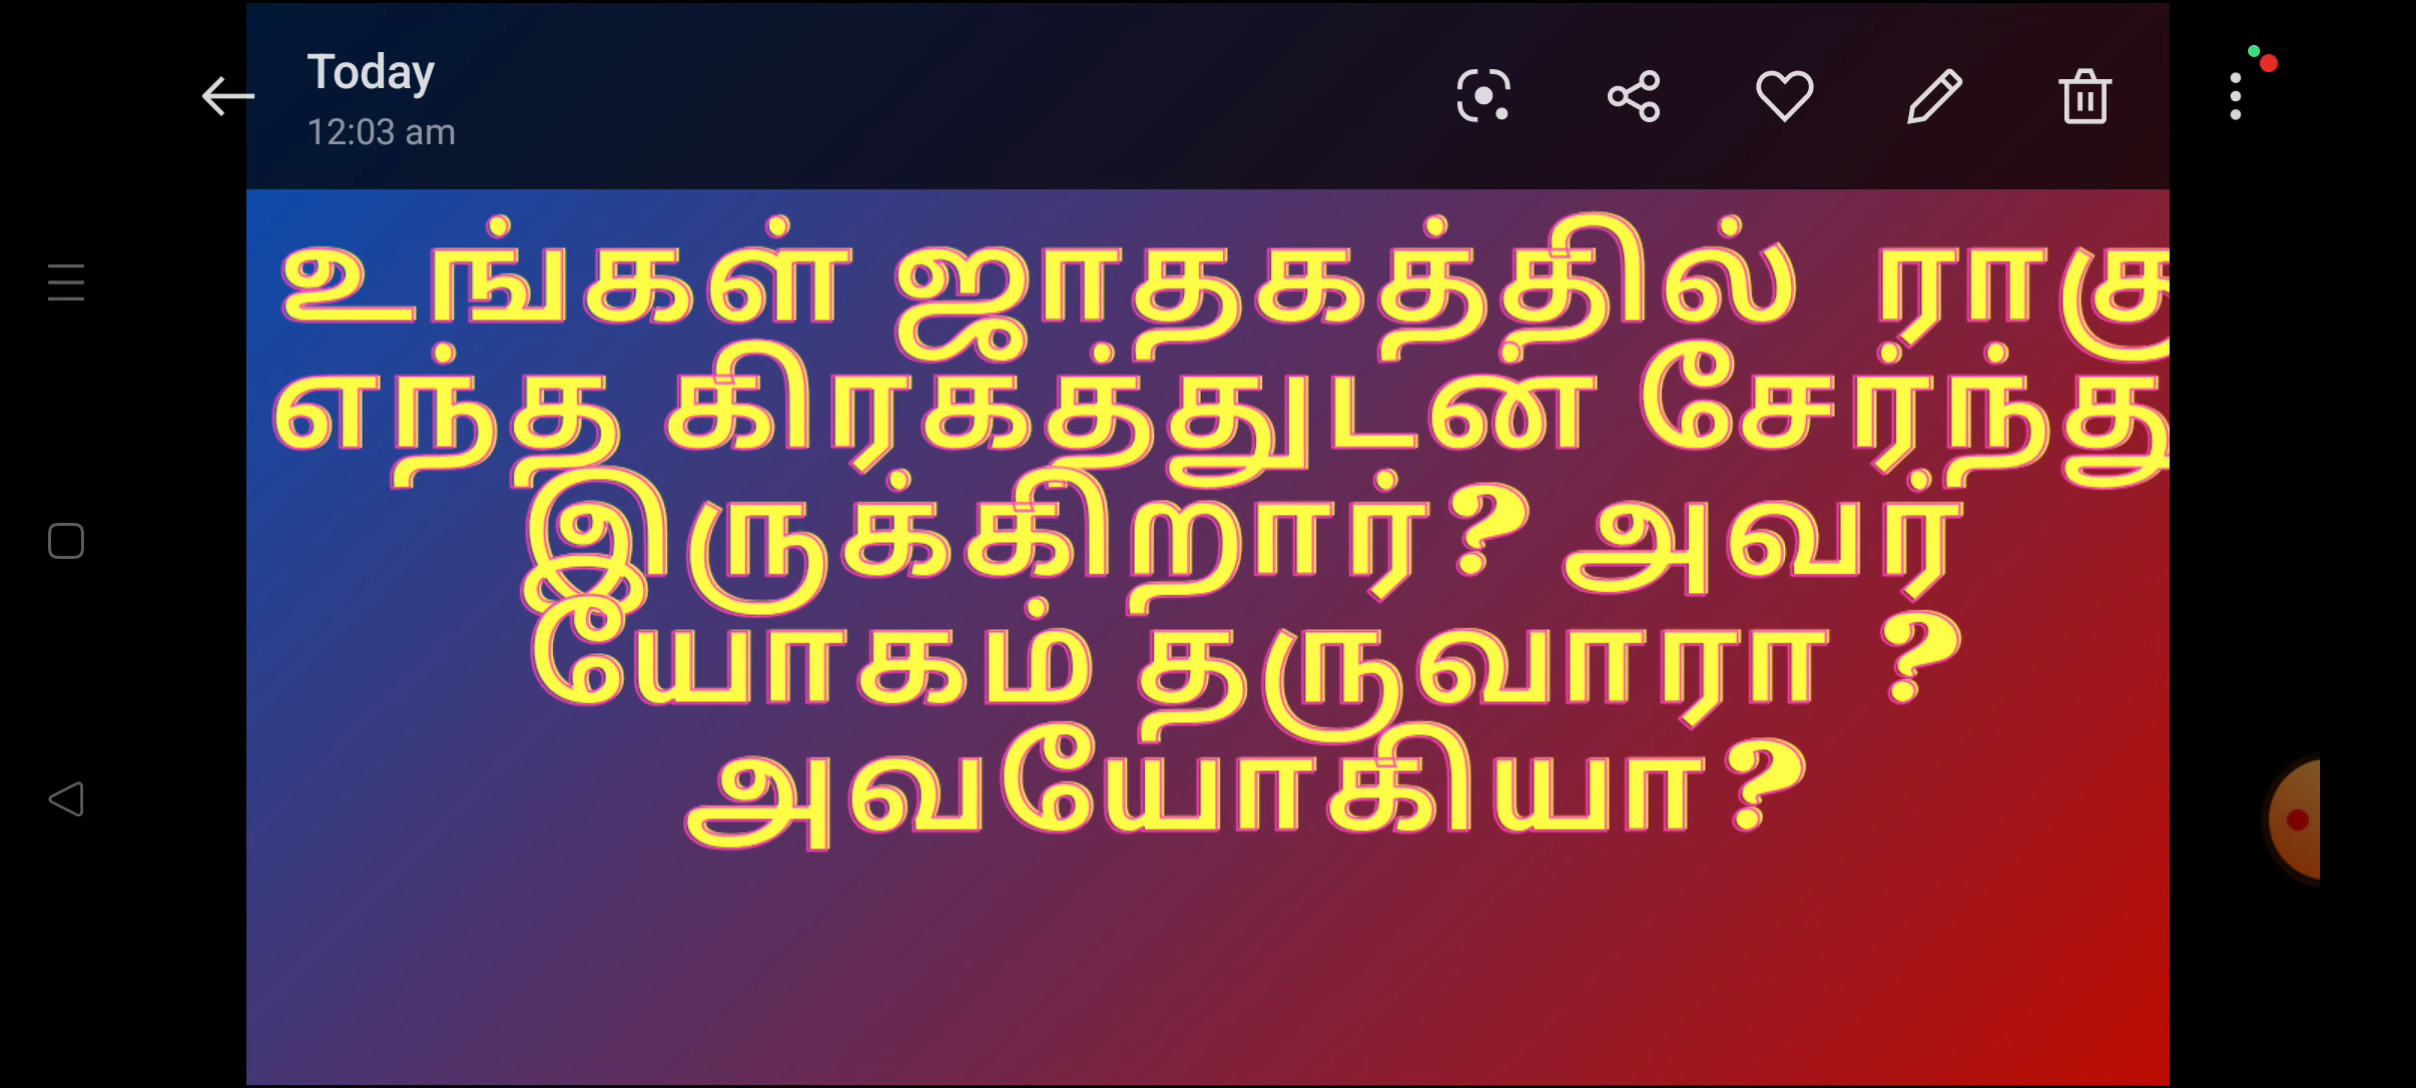 Today
12:03 am
உங்கள் ஜாதகத்தில் ராகு
எந்த கிரகத்துடன் சேர்ந்து
இருக்கிறார்? அவர்
யோகம் தருவாரா ?
அவயோகியா?